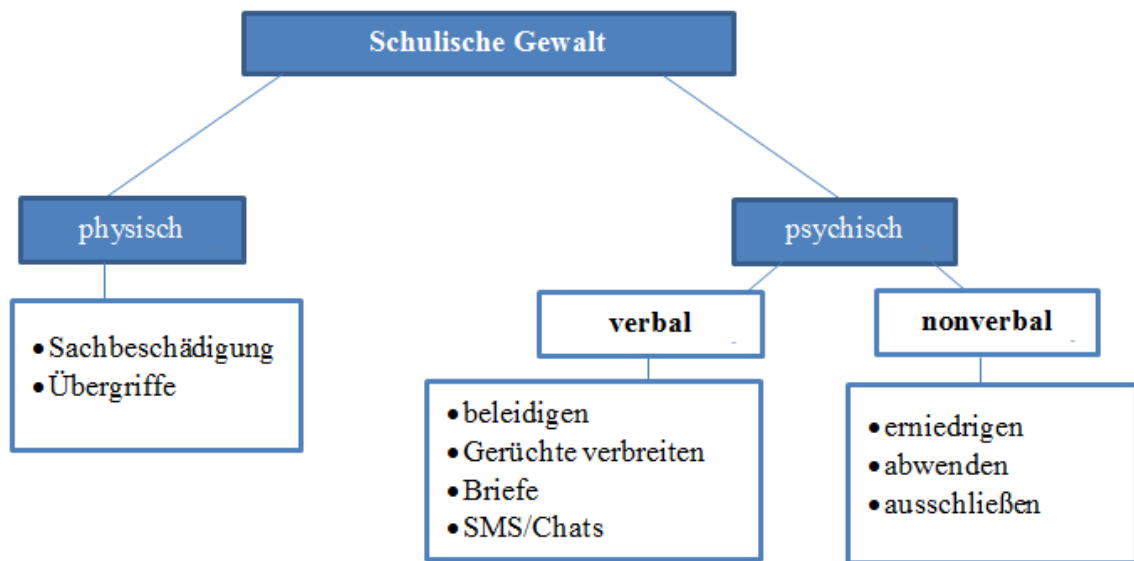 Schulische Gewalt
physisch
• Sachbeschädigung
• Übergriffe
psychisch
verbal
• beleidigen
• Gerüchte verbreiten
• Briefe
• SMS/Chats
nonverbal
• erniedrigen
• abwenden
• ausschließen